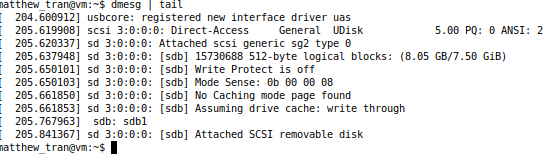 matthew_tran@vm:~$ dmesg | tail
[  204.600912] usbcore: registered new interface driver uas
[  205.619908] scsi 3:0:0:0: Direct-Access     General  UDisk            5.00 PQ: 0 ANSI: 2
[  205.620337] sd 3:0:0:0: Attached scsi generic sg2 type 0
[  205.637948] sd 3:0:0:0: [sdb] 15730688 512-byte logical blocks: (8.05 GB/7.50 GiB)
[  205.650101] sd 3:0:0:0: [sdb] Write Protect is off
[  205.650103] sd 3:0:0:0: [sdb] Mode Sense: 0b 00 00 08
[  205.661850] sd 3:0:0:0: [sdb] No Caching mode page found
[  205.661853] sd 3:0:0:0: [sdb] Assuming drive cache: write through
[  205.767963]  sdb: sdb1
[  205.841367] sd 3:0:0:0: [sdb] Attached SCSI removable disk
matthew_tran@vm:~$